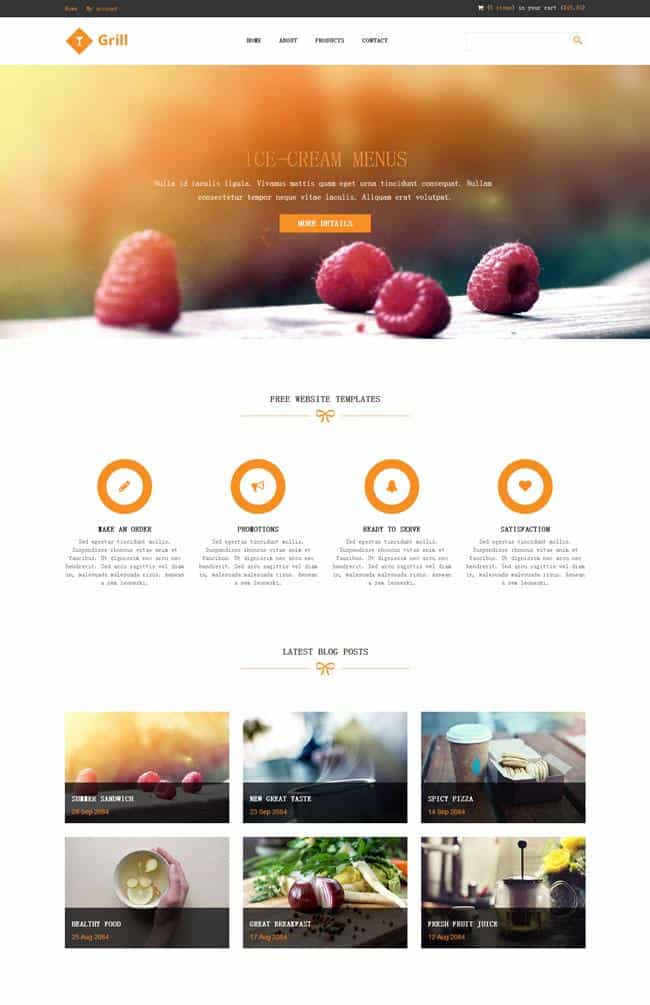 Home My account
(3 items) in your cart ($45.80)
Grill
HOME ABOUT PRODUCTS CONTACT
ICE-CREAM MENUS
Nulla id iaculis ligula. Vivamus mattis quam eget urna tincidunt consequat. Nullam
consectetur tempor neque vitae iaculis. Aliquam erat volutpat.
MORE DETAILS
FREE WEBSITE TEMPLATES
MAKE AN ORDER
Sed egestas tincidunt mollis.
Suspendisse rhoncus vitae enim et
faucibus. Ut dignissim nec arcu nec
hendrerit. Sed arcu sagittis vel diam
in, malesuada malesuada risus. Aenean
a sem leoneski.
PROMOTIONS
Sed egestas tincidunt mollis.
Suspendisse rhoncus vitae enim et
faucibus. Ut dignissim nec arcu nec
hendrerit. Sed arcu sagittis vel diam
in, malesuada malesuada risus. Aenean
a sem leoneski.
READY TO SERVE
Sed egestas tincidunt mollis.
Suspendisse rhoncus vitae enim et
faucibus. Ut dignissim nec arcu nec
hendrerit. Sed arcu sagittis vel diam
in, malesuada malesuada risus. Aenean
a sem leoneski.
SATISFACTION
Sed egestas tincidunt mollis.
Suspendisse rhoncus vitae enim et
faucibus. Ut dignissim nec arcu nec
hendrerit. Sed arcu sagittis vel diam
in, malesuada malesuada risus. Aenean
a sem leoneski.
LATEST BLOG POSTS
SUMMER SANDWICH
28 Sep 2084
NEW GREAT TASTE
23 Sep 2084
SPICY PIZZA
14 Sep 2084
HEALTHY FOOD
25 Aug 2084
GREAT BREAKFAST
17 Aug 2084
FRESH FRUIT JUICE
12 Aug 2084